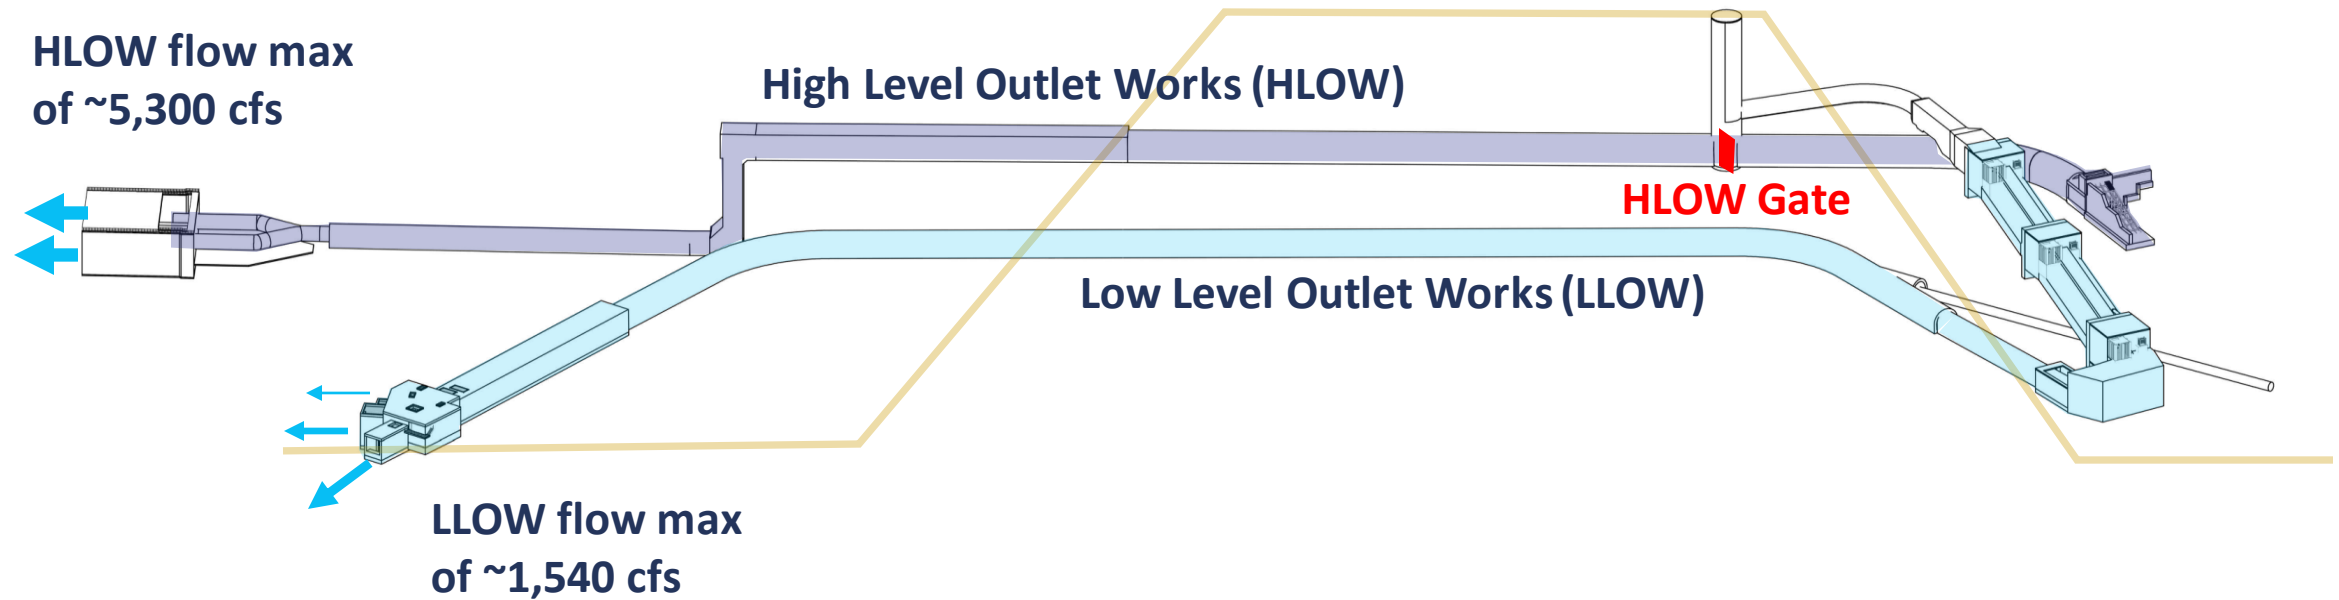 HLOW flow max
of ~5,300 cfs
High Level Outlet Works (HLOW)
HLOW Gate
Low Level Outlet Works (LLOW)
LLOW flow max
of ~1,540 cfs